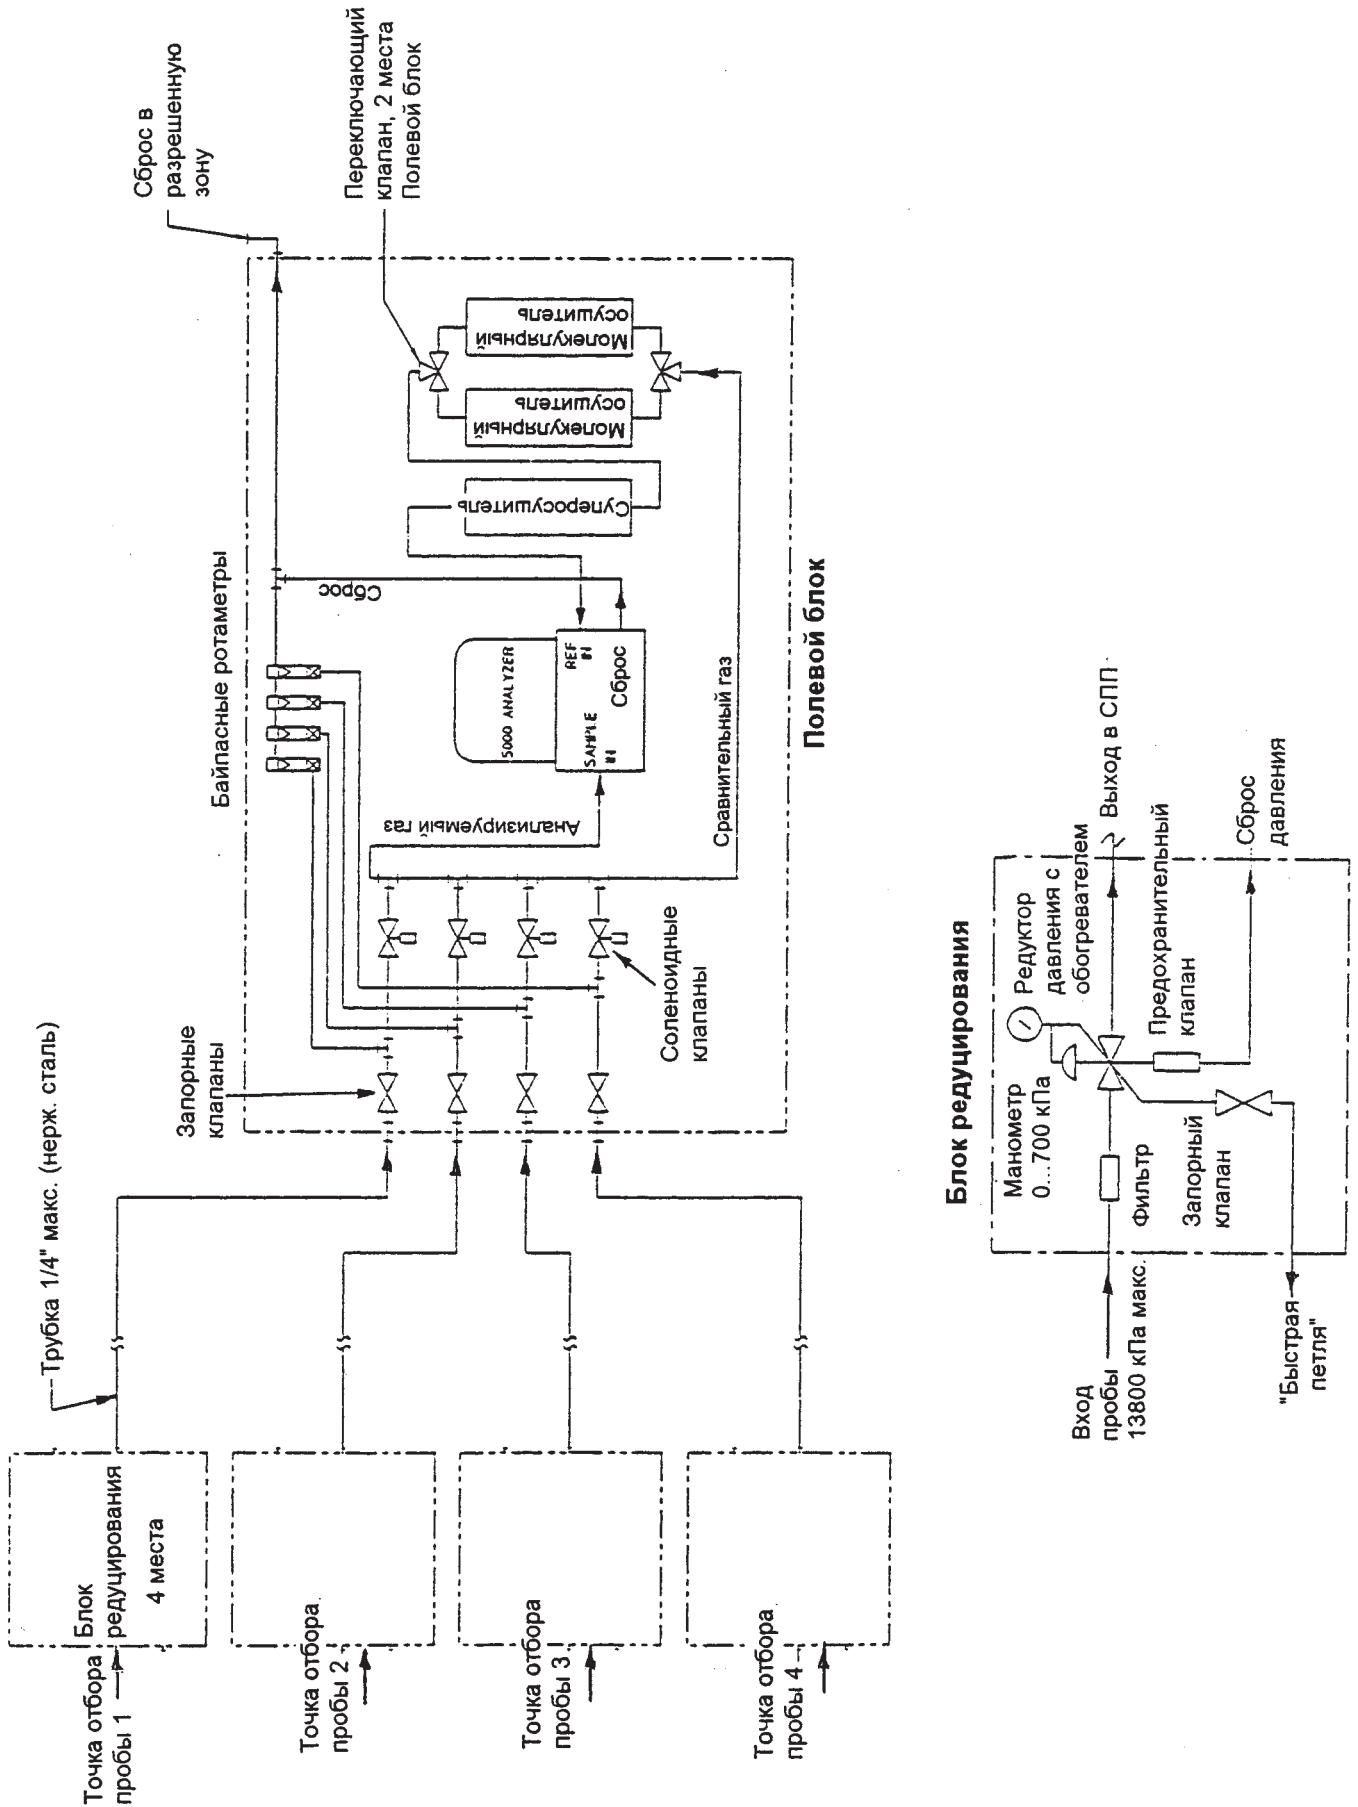 Точка отбора
пробы 1
Блок
редуцирования
4 места
Трубка 1/4" макс. (нерж. сталь)
Точка отбора
пробы 2
Точка отбора
пробы 3
Точка отбора
пробы 4
Запорные
клапаны
Байпасные ротаметры
Сброс в
разрешенную
зону
Переключающий
клапан, 2 места
Полевой блок
Соленоидные
клапаны
Анализируемый газ
5000 ANALYZER
SAMPLE
IN
REF
IN
Сброс
Сброс
Суперосушитель
Молекулярный
осушитель
Молекулярный
осушитель
Сравнительный газ
Полевой блок
Блок редуцирования
Манометр
0...700 кПа
Редуктор
давления с
обогревателем
Вход
пробы
13800 кПа макс.
Фильтр
Выход в СПП
Предохранительный
клапан
Запорный
клапан
Сброс
давления
"Быстрая
петля"